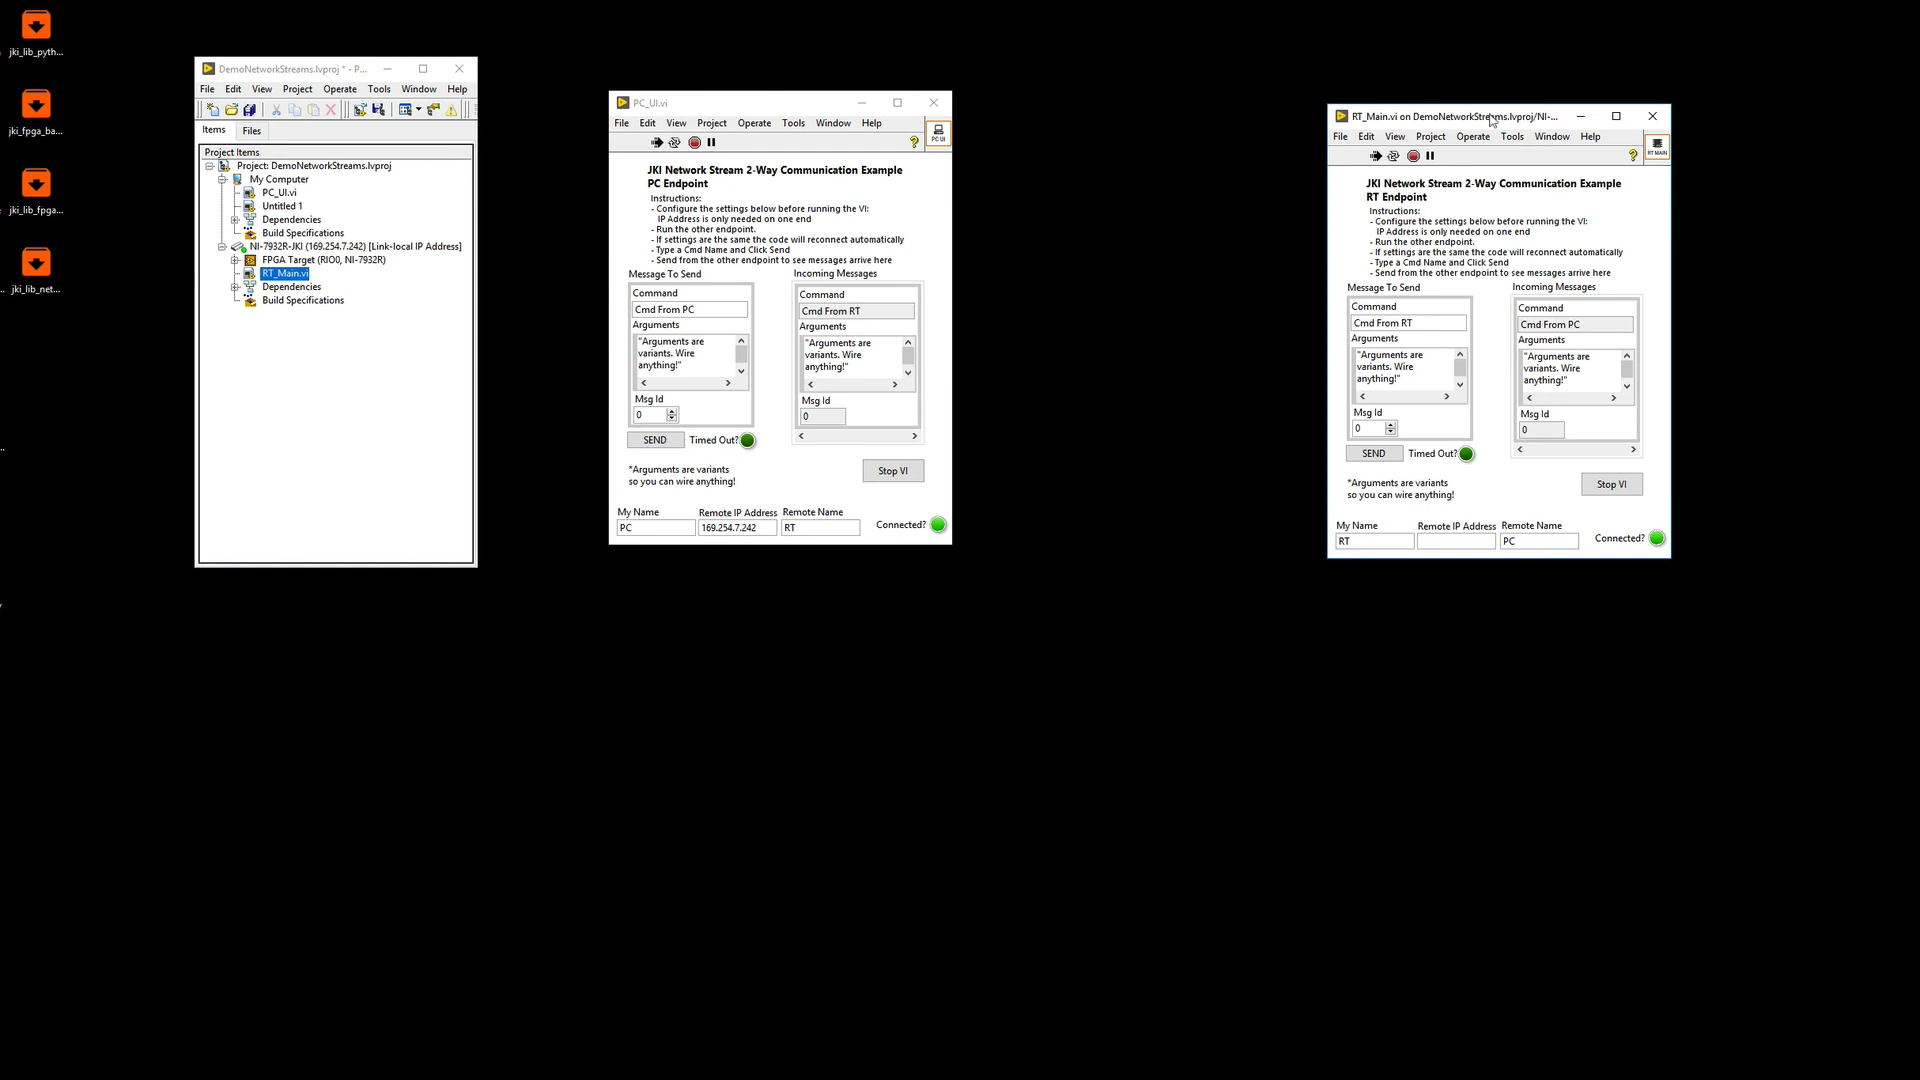 jki_lib_pyth...
jki_fpga_ba...
jki_lib_fpga...
jki_lib_net...
DemoNetworkStreams.lvproj * - P...
File Edit View Project Operate Tools Window Help
Items Files
Project Items
Project: DemoNetworkStreams.lvproj
My Computer
PC_UI.vi
Untitled 1
Dependencies
Build Specifications
NI-7932R-JKI (169.254.7.242) [Link-local IP Address]
FPGA Target (RIO0, NI-7932R)
RT_Main.vi
Dependencies
Build Specifications
PC_UI.vi
File Edit View Project Operate Tools Window Help
PC UI
JKI Network Stream 2-Way Communication Example
PC Endpoint
Instructions:
- Configure the settings below before running the VI:
IP Address is only needed on one end
- Run the other endpoint.
- If settings are the same the code will reconnect automatically
- Type a Cmd Name and Click Send
- Send from the other endpoint to see messages arrive here
Message To Send Incoming Messages
Command Command
Cmd From PC Cmd From RT
Arguments Arguments
"Arguments are "Arguments are
variants. Wire variants. Wire
anything!" anything!"
Msg Id Msg Id
0 0
SEND Timed Out?
*Arguments are variants
so you can wire anything!
Stop VI
My Name Remote IP Address Remote Name
PC 169.254.7.242 RT
Connected?
RT_Main.vi on DemoNetworkStreams.lvproj/NI-...
File Edit View Project Operate Tools Window Help
RT MAIN
JKI Network Stream 2-Way Communication Example
RT Endpoint
Instructions:
- Configure the settings below before running the VI:
IP Address is only needed on one end
- Run the other endpoint.
- If settings are the same the code will reconnect automatically
- Type a Cmd Name and Click Send
- Send from the other endpoint to see messages arrive here
Message To Send Incoming Messages
Command Command
Cmd From RT Cmd From PC
Arguments Arguments
"Arguments are "Arguments are
variants. Wire variants. Wire
anything!" anything!"
Msg Id Msg Id
0 0
SEND Timed Out?
*Arguments are variants
so you can wire anything!
Stop VI
My Name Remote IP Address Remote Name
RT PC
Connected?